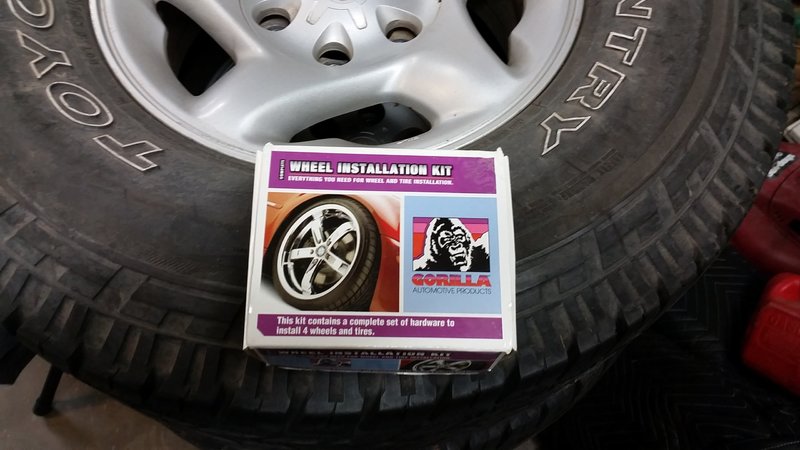 TOYO
NTRY
COMPLETE
WHEEL INSTALLATION KIT
EVERYTHING YOU NEED FOR WHEEL AND TIRE INSTALLATION.
GORILLA
AUTOMOTIVE PRODUCTS
This kit contains a complete set of hardware to
install 4 wheels and tires.
WHEEL INSTALLATION KIT